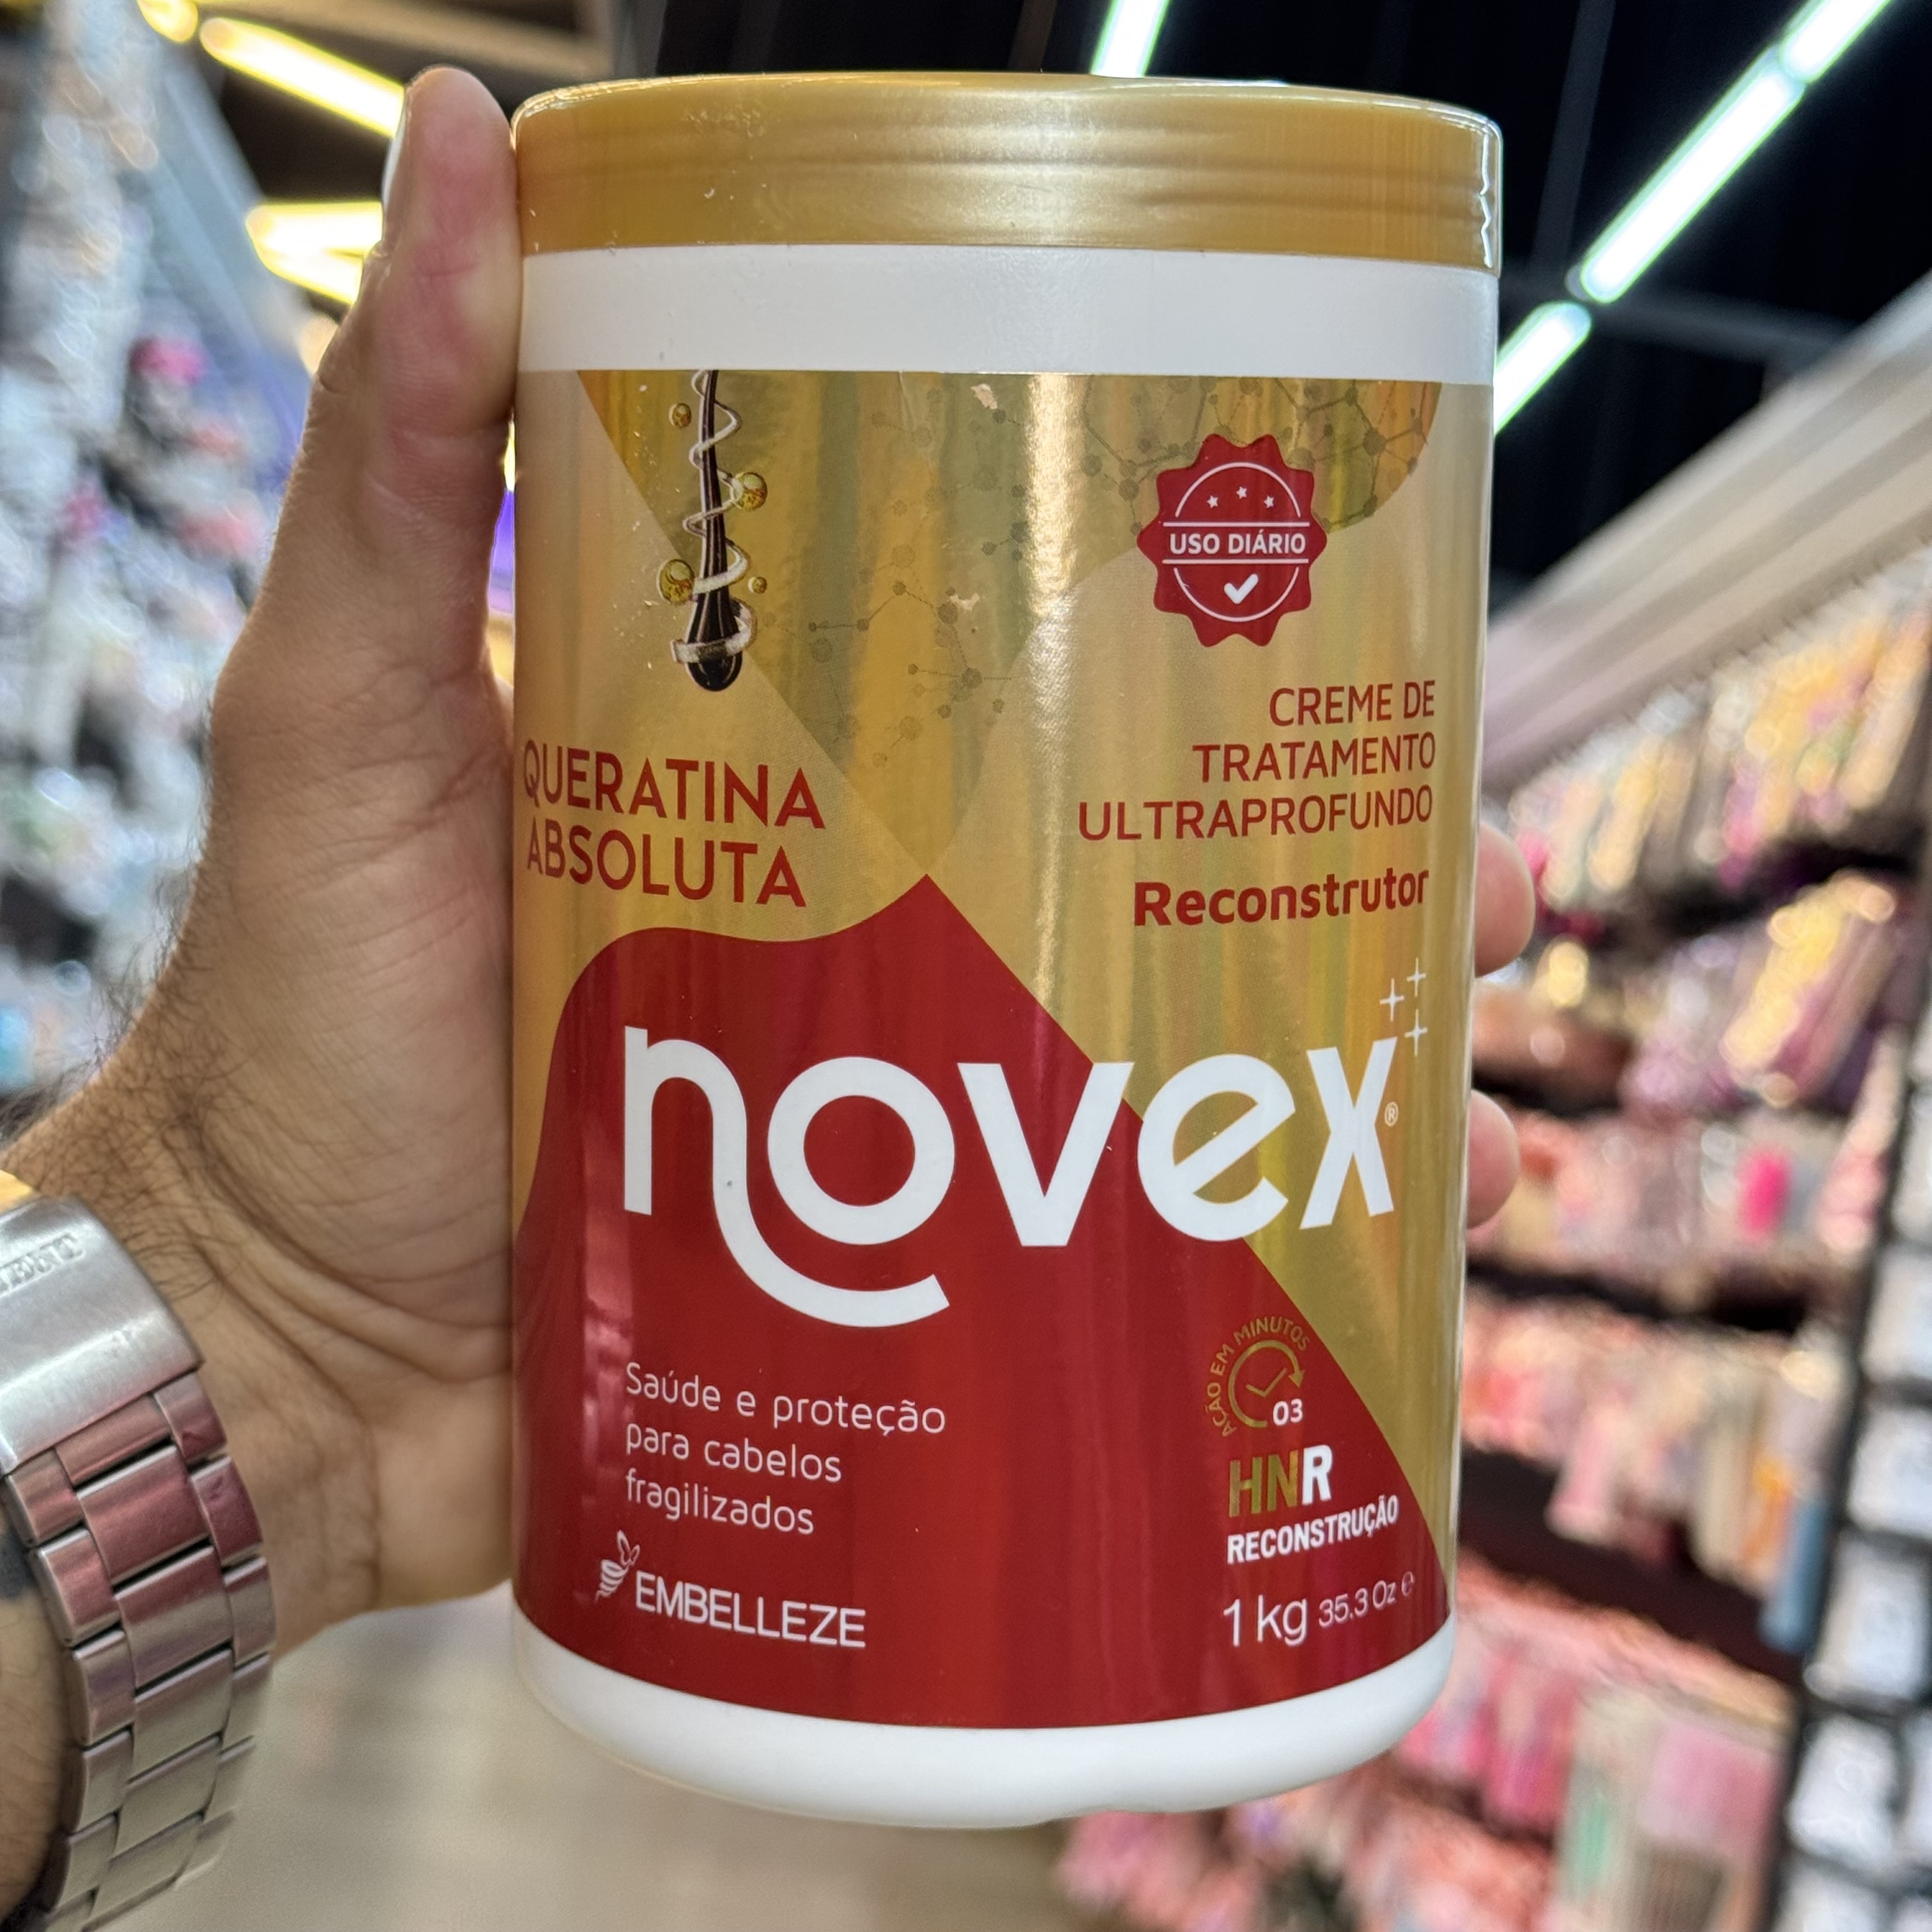 USO DIÁRIO
CREME DE
TRATAMENTO
ULTRAPROFUNDO
Reconstrutor
QUERATINA
ABSOLUTA
novex®
Saúde e proteção
para cabelos
fragilizados
EMBELLEZE
AÇÃO EM MINUTOS
03
HNR
RECONSTRUÇÃO
1 kg 35.3 Oz ℮